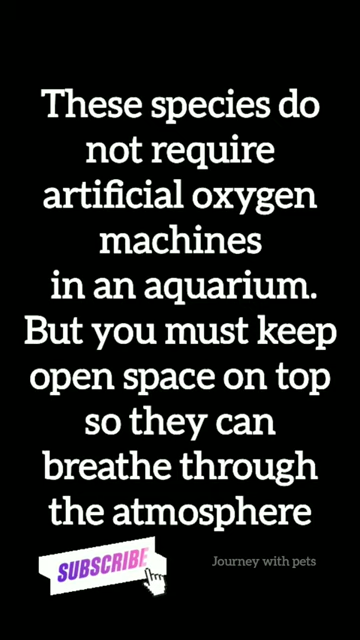 These species do
not require
artificial oxygen
machines
in an aquarium.
But you must keep
open space on top
so they can
breathe through
the atmosphere
SUBSCRIBE
Journey with pets